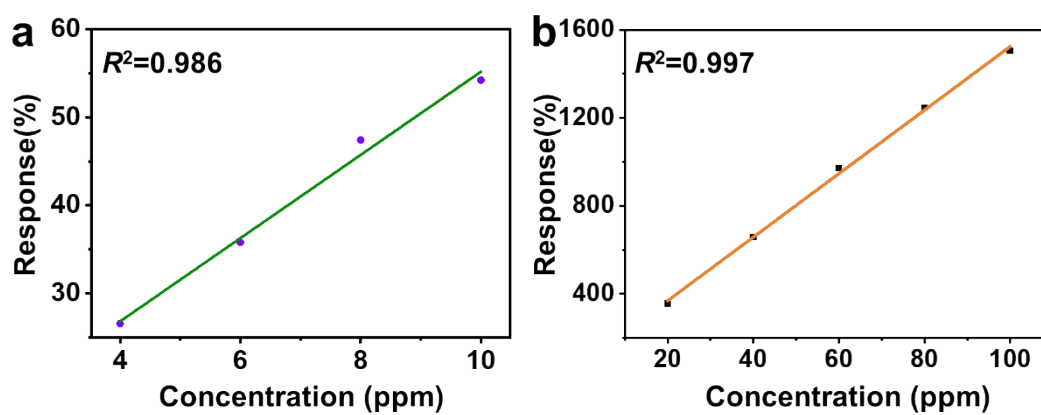 a
R²=0.986
Response(%)
60
50
40
30
4 6 8 10
Concentration (ppm)
b
R²=0.997
Response(%)
1600
1200
800
400
20 40 60 80 100
Concentration (ppm)